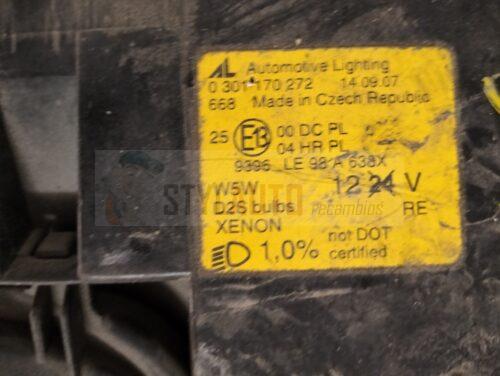 AL Automotive Lighting
0 301 170 272 14.09.07
668 Made in Czech Republic
25 E13 00 DC PL
04 HR PL
9396 LE 98 A 638X
W5W 12 24 V
D2S bulbs RE
XENON not DOT
1,0% certified
recambios